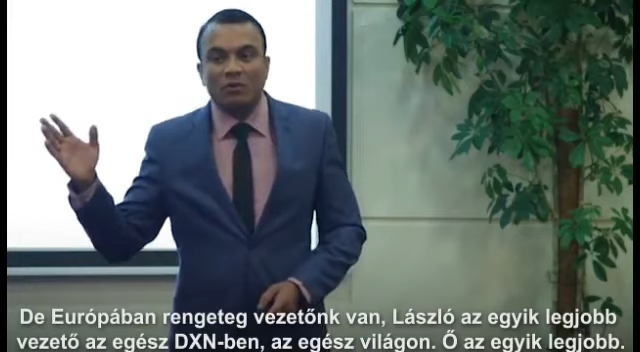 De Európában rengeteg vezetőnk van, László az egyik legjobb
vezető az egész DXN-ben, az egész világon. Ő az egyik legjobb.